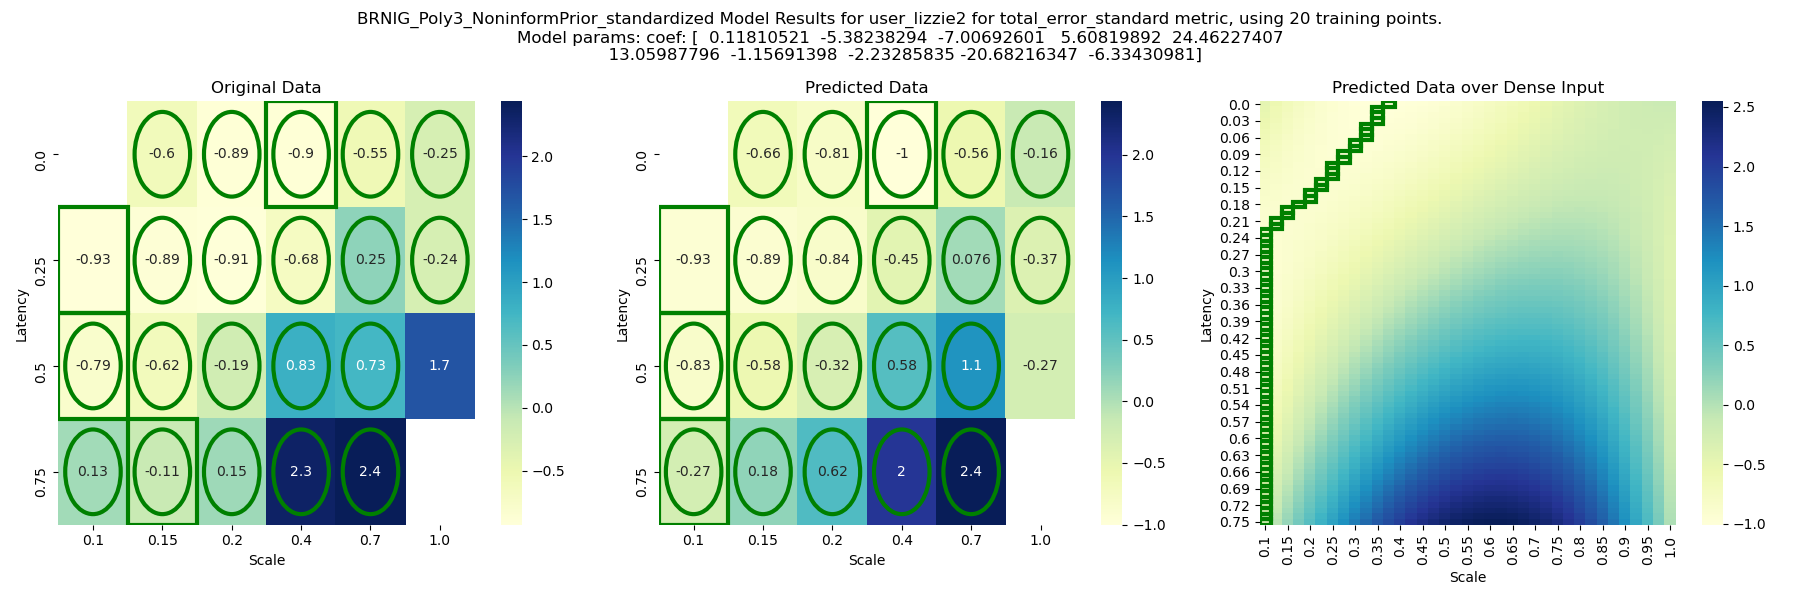 BRNIG_Poly3_NoninformPrior_standardized Model Results for user_lizzie2 for total_error_standard metric, using 20 training points.
Model params: coef: [ 0.11810521 -5.38238294 -7.00692601 5.60819892 24.46227407
13.05987796 -1.15691398 -2.23285835 -20.68216347 -6.33430981]
Original Data
Latency
0.0
0.25
0.5
0.75
-0.6 -0.89 -0.9 -0.55 -0.25
-0.93 -0.89 -0.91 -0.68 0.25 -0.24
-0.79 -0.62 -0.19 0.83 0.73 1.7
0.13 -0.11 0.15 2.3 2.4
0.1 0.15 0.2 0.4 0.7 1.0
Scale
2.0
1.5
1.0
0.5
0.0
−0.5
Predicted Data
Latency
0.0
0.25
0.5
0.75
-0.66 -0.81 -1 -0.56 -0.16
-0.93 -0.89 -0.84 -0.45 0.076 -0.37
-0.83 -0.58 -0.32 0.58 1.1 -0.27
-0.27 0.18 0.62 2 2.4
0.1 0.15 0.2 0.4 0.7 1.0
Scale
2.0
1.5
1.0
0.5
0.0
−0.5
−1.0
Predicted Data over Dense Input
Latency
0.0
0.03
0.06
0.09
0.12
0.15
0.18
0.21
0.24
0.27
0.3
0.33
0.36
0.39
0.42
0.45
0.48
0.51
0.54
0.57
0.6
0.63
0.66
0.69
0.72
0.75
0.1 0.15 0.2 0.25 0.3 0.35 0.4 0.45 0.5 0.55 0.6 0.65 0.7 0.75 0.8 0.85 0.9 0.95 1.0
Scale
2.5
2.0
1.5
1.0
0.5
0.0
−0.5
−1.0